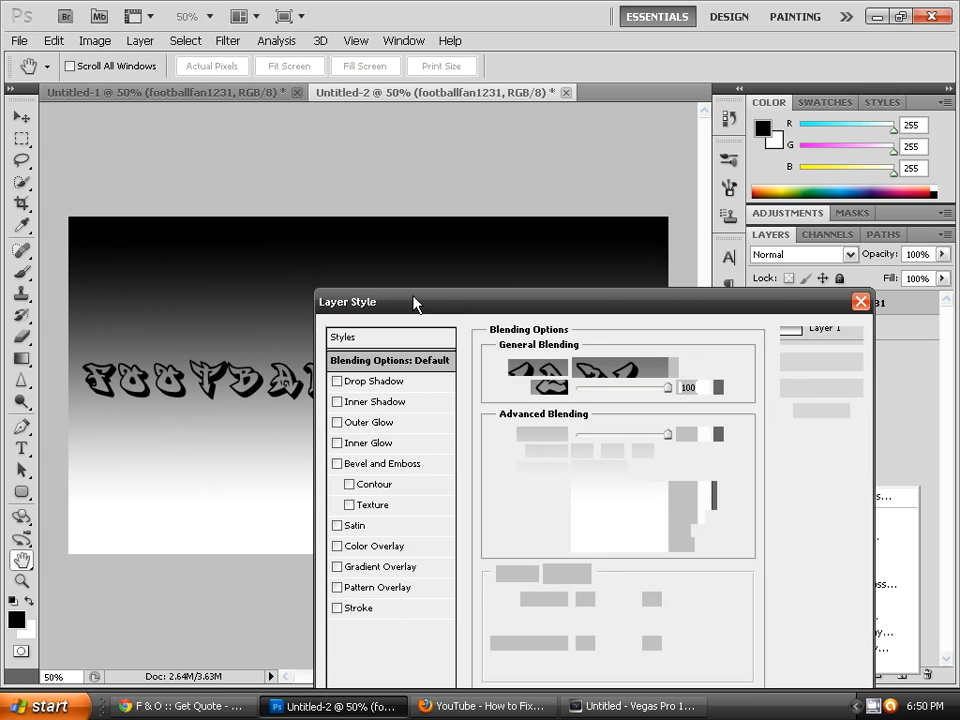 Ps Br Mb 50% ESSENTIALS DESIGN PAINTING
File Edit Image Layer Select Filter Analysis 3D View Window Help
Scroll All Windows Actual Pixels Fit Screen Fill Screen Print Size
Untitled-1 @ 50% (footballfan1231, RGB/8) * Untitled-2 @ 50% (footballfan1231, RGB/8) *
COLOR SWATCHES STYLES
R 255
G 255
B 255
ADJUSTMENTS MASKS
LAYERS CHANNELS PATHS
Normal Opacity: 100%
Lock: Fill: 100%
Layer Style 31
Styles
Blending Options: Default
Drop Shadow
Inner Shadow
Outer Glow
Inner Glow
Bevel and Emboss
Contour
Texture
Satin
Color Overlay
Gradient Overlay
Pattern Overlay
Stroke
Blending Options
General Blending
100
Advanced Blending
Layer 1
FOOTBA
50% Doc: 2.64M/3.63M
start F & O :: Get Quote - ... Untitled-2 @ 50% (fo... YouTube - How to Fix... Untitled - Vegas Pro 1... 6:50 PM